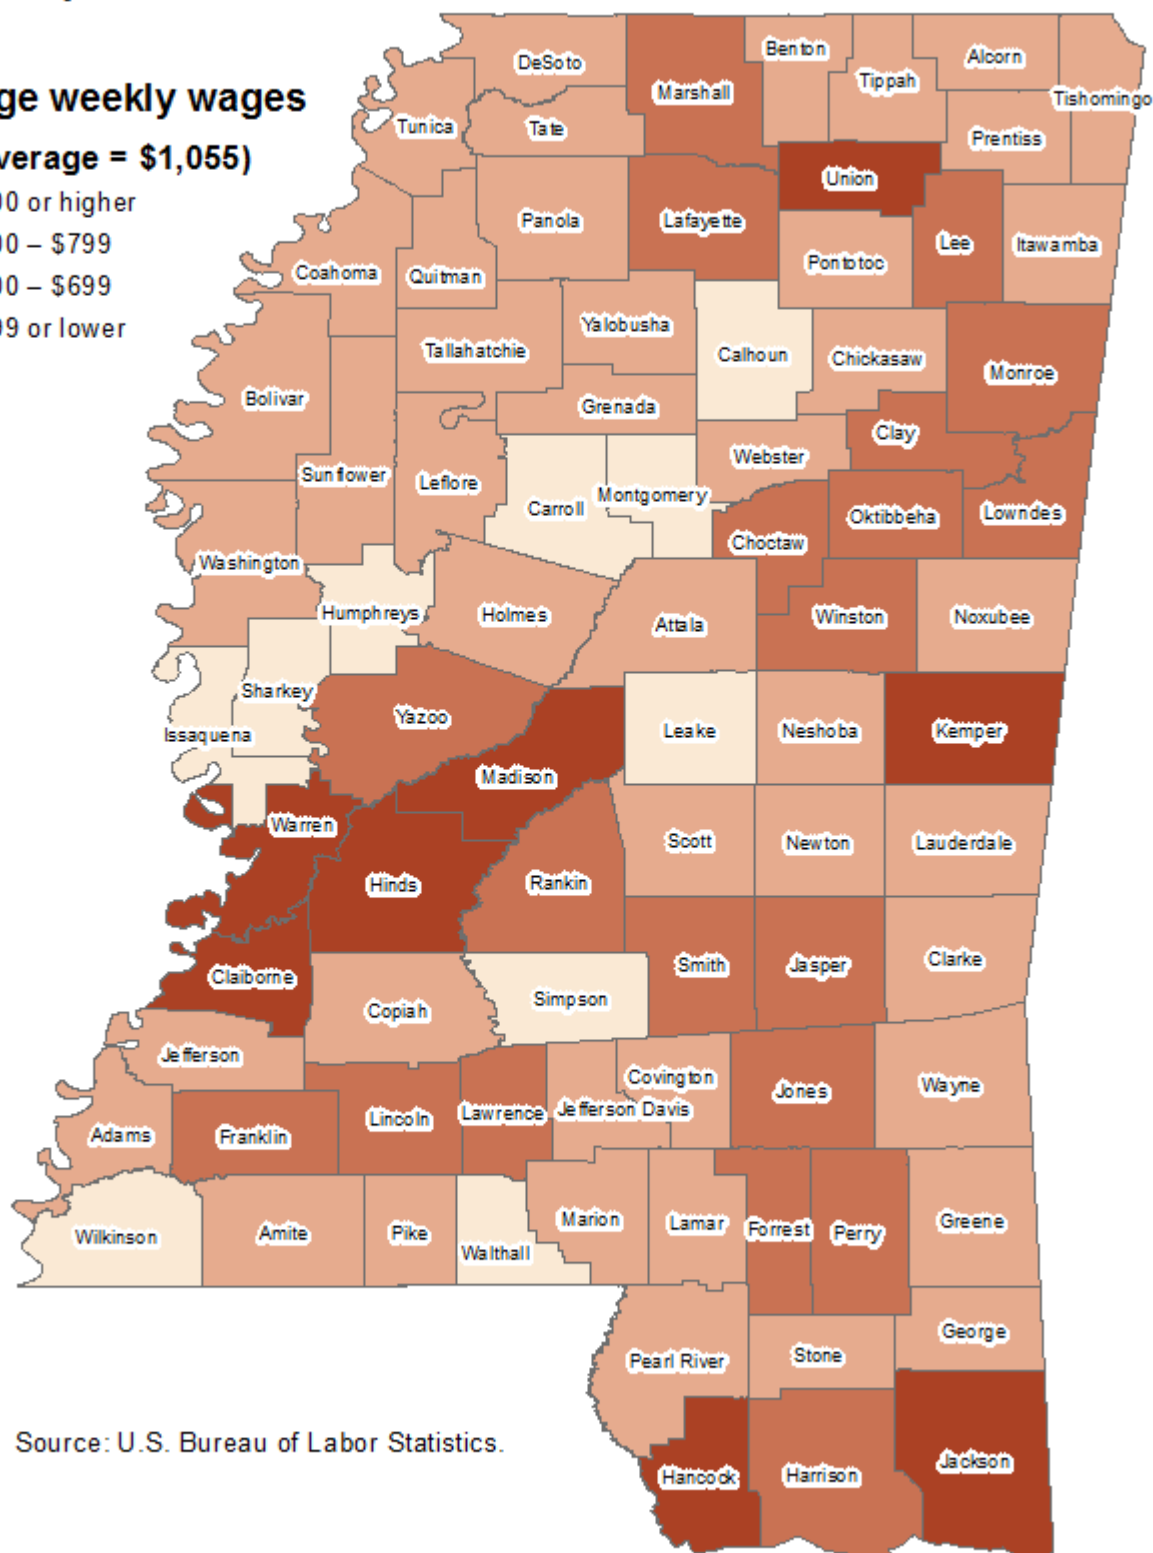 ge weekly wages
verage = $1,055)
00 or higher
00 – $799
00 – $699
99 or lower
DeSoto
Marshall
Benton
Tippah
Alcorn
Tishomingo
Tunica
Tate
Prentiss
Union
Panola
Lafayette
Lee
Itawamba
Pontotoc
Coahoma
Quitman
Yalobusha
Tallahatchie
Calhoun
Chickasaw
Monroe
Bolivar
Grenada
Clay
Webster
Sunflower
Leflore
Carroll
Montgomery
Choctaw
Oktibbeha
Lowndes
Washington
Humphreys
Holmes
Attala
Winston
Noxubee
Sharkey
Issaquena
Yazoo
Leake
Neshoba
Kemper
Madison
Warren
Scott
Newton
Lauderdale
Hinds
Rankin
Claiborne
Smith
Jasper
Clarke
Simpson
Copiah
Jefferson
Covington
Jones
Wayne
Lawrence
Jefferson Davis
Lincoln
Adams
Franklin
Wilkinson
Amite
Pike
Walthall
Marion
Lamar
Forrest
Perry
Greene
Pearl River
Stone
George
Source: U.S. Bureau of Labor Statistics.
Hancock
Harrison
Jackson